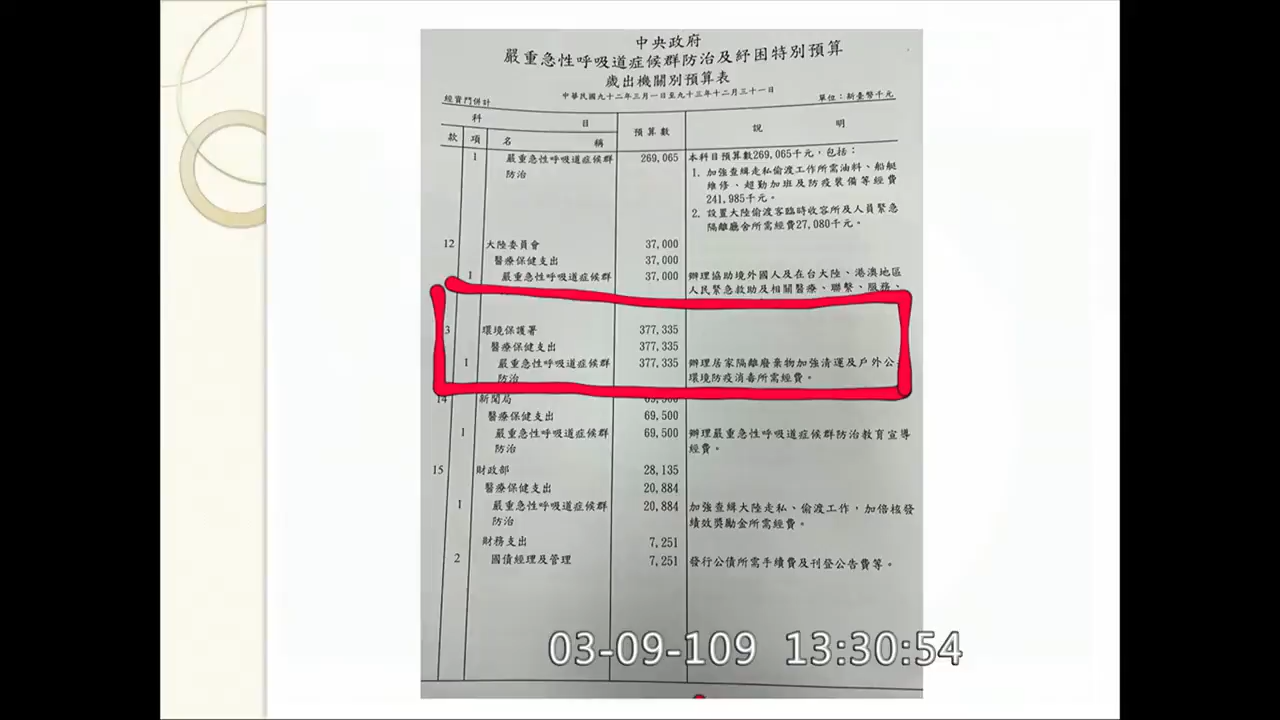 中央政府
嚴重急性呼吸道症候群防治及紓困特別預算
歲出機關別預算表
中華民國九十二年三月一日至九十三年十二月三十一日
經資門併計 單位：新臺幣千元
科 目 預算數 說 明
款 項 名 稱
1 嚴重急性呼吸道症候群 269,065 本科目預算數269,065千元，包括：
防治 1. 加強查緝走私偷渡工作所需油料、船艇
維修、超勤加班及防疫裝備等經費
241,985千元。
2. 設置大陸偷渡客臨時收容所及人員緊急
隔離廳舍所需經費27,080千元。
12 大陸委員會 37,000
醫療保健支出 37,000
1 嚴重急性呼吸道症候群 37,000 辦理協助境外國人及在台大陸、港澳地區
人民緊急救助及相關醫療、聯繫、服務、
3 環境保護署 377,335
醫療保健支出 377,335
1 嚴重急性呼吸道症候群 377,335 辦理居家隔離廢棄物加強清運及戶外公
防治 環境防疫消毒所需經費。
14 新聞局 69,500
醫療保健支出 69,500
1 嚴重急性呼吸道症候群 69,500 辦理嚴重急性呼吸道症候群防治教育宣導
防治 經費。
15 財政部 28,135
醫療保健支出 20,884
1 嚴重急性呼吸道症候群 20,884 加強查緝大陸走私、偷渡工作，加倍核發
防治 績效獎勵金所需經費。
財務支出 7,251
2 國債經理及管理 7,251 發行公債所需手續費及刊登公告費等。
03-09-109 13:30:54